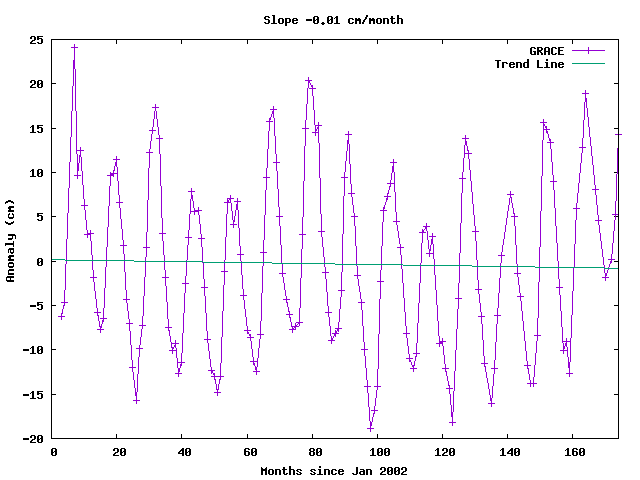 Slope -0.01 cm/month
GRACE
Trend Line
Anomaly (cm)
25
20
15
10
5
0
-5
-10
-15
-20
0 20 40 60 80 100 120 140 160
Months since Jan 2002